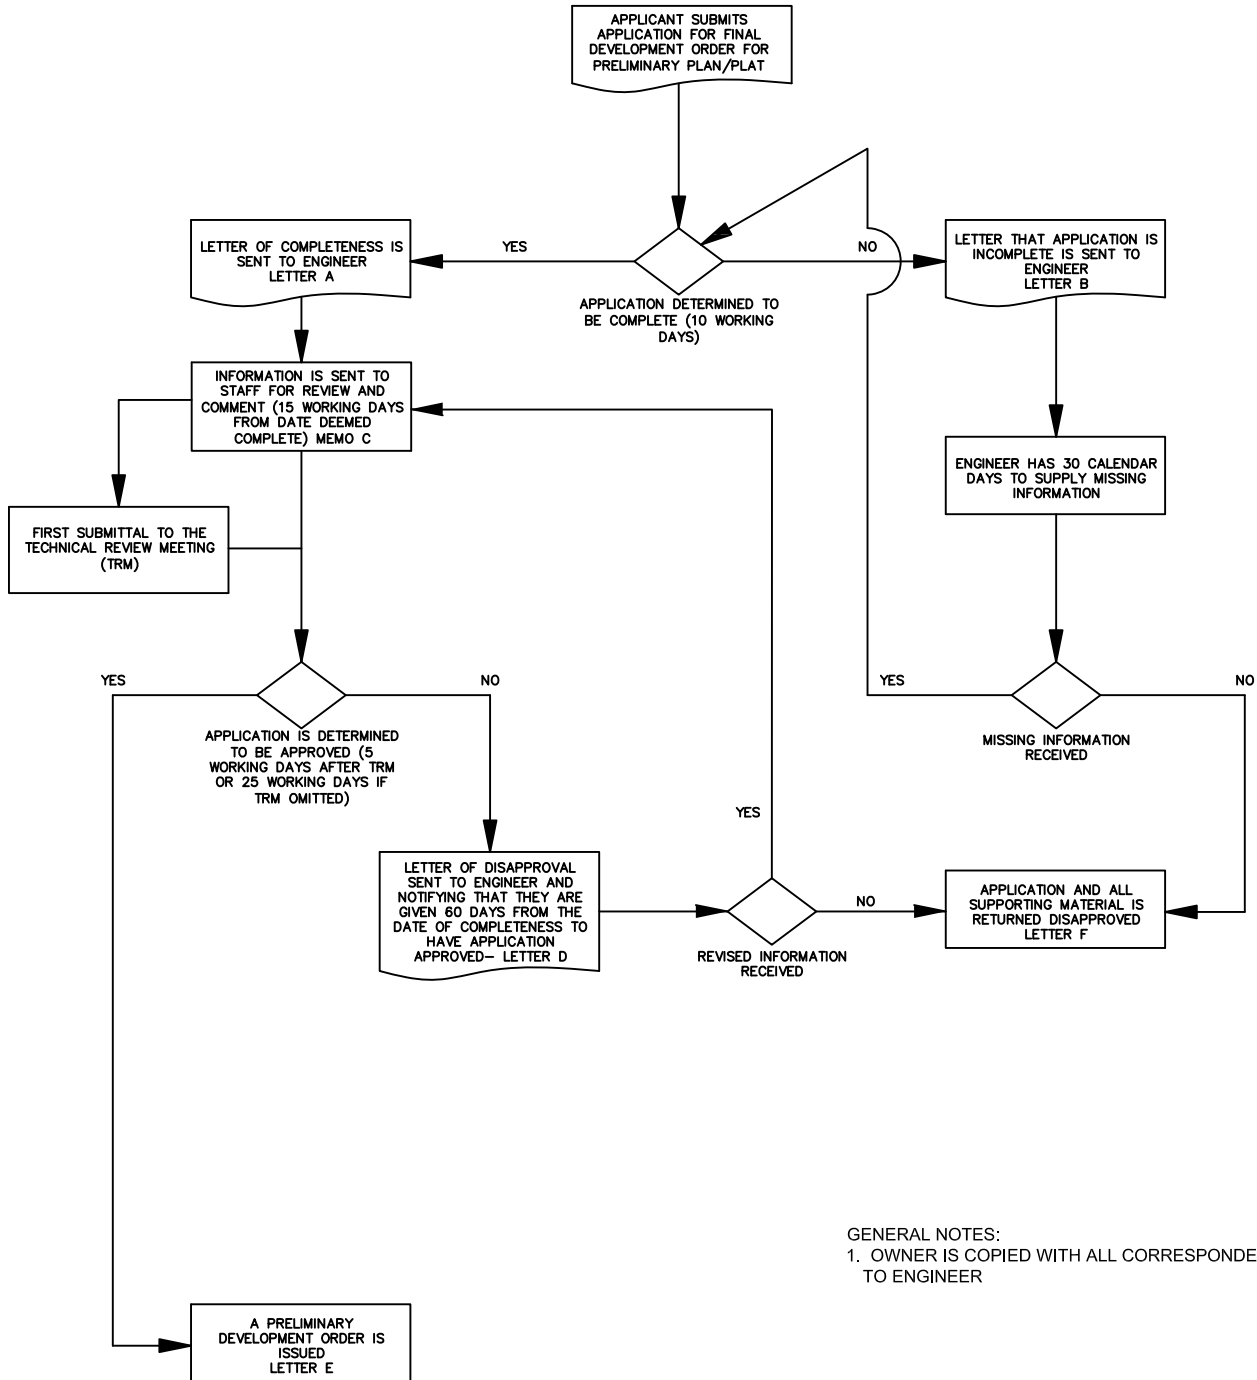 APPLICANT SUBMITS
APPLICATION FOR FINAL
DEVELOPMENT ORDER FOR
PRELIMINARY PLAN/PLAT
LETTER OF COMPLETENESS IS
SENT TO ENGINEER
LETTER A
YES
NO
APPLICATION DETERMINED TO
BE COMPLETE (10 WORKING
DAYS)
LETTER THAT APPLICATION IS
INCOMPLETE IS SENT TO
ENGINEER
LETTER B
INFORMATION IS SENT TO
STAFF FOR REVIEW AND
COMMENT (15 WORKING DAYS
FROM DATE DEEMED
COMPLETE) MEMO C
ENGINEER HAS 30 CALENDAR
DAYS TO SUPPLY MISSING
INFORMATION
FIRST SUBMITTAL TO THE
TECHNICAL REVIEW MEETING
(TRM)
YES
NO
APPLICATION IS DETERMINED
TO BE APPROVED (5
WORKING DAYS AFTER TRM
OR 25 WORKING DAYS IF
TRM OMITTED)
YES
NO
MISSING INFORMATION
RECEIVED
LETTER OF DISAPPROVAL
SENT TO ENGINEER AND
NOTIFYING THAT THEY ARE
GIVEN 60 DAYS FROM THE
DATE OF COMPLETENESS TO
HAVE APPLICATION
APPROVED– LETTER D
YES
NO
REVISED INFORMATION
RECEIVED
APPLICATION AND ALL
SUPPORTING MATERIAL IS
RETURNED DISAPPROVED
LETTER F
GENERAL NOTES:
1. OWNER IS COPIED WITH ALL CORRESPONDE
TO ENGINEER
A PRELIMINARY
DEVELOPMENT ORDER IS
ISSUED
LETTER E